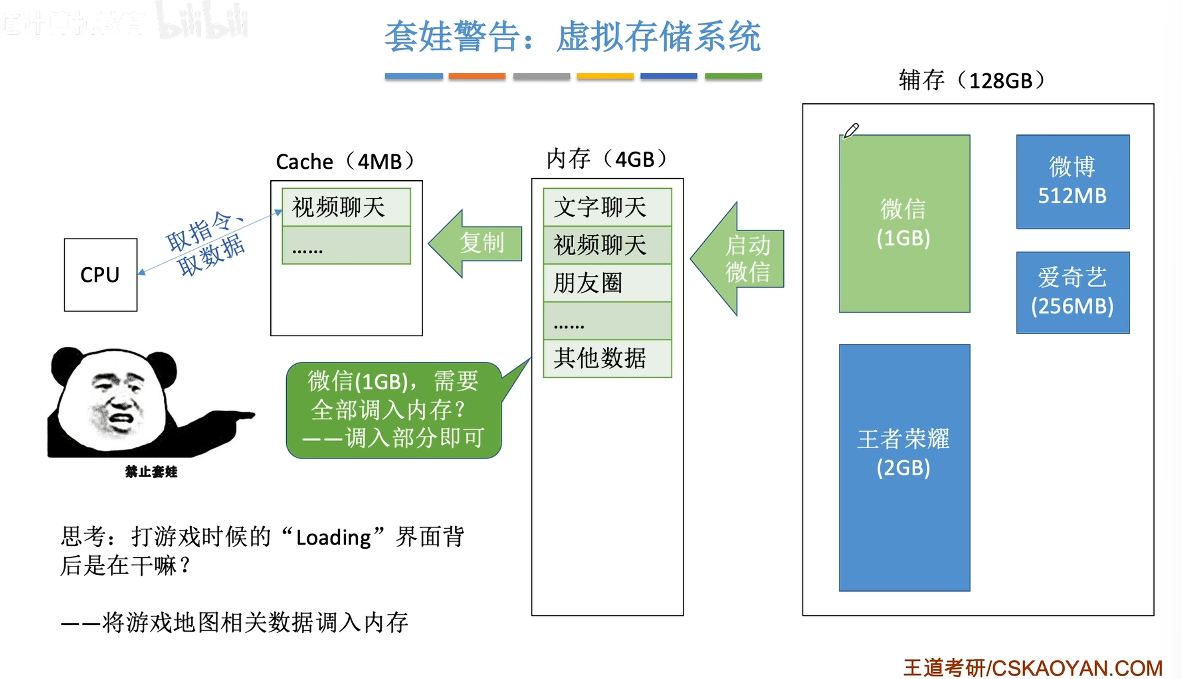 bilibili
套娃警告：虚拟存储系统
辅存（128GB）
Cache（4MB）
内存（4GB）
视频聊天
……
取指令、
取数据
CPU
复制
文字聊天
视频聊天
朋友圈
……
其他数据
启动
微信
微信
(1GB)
微博
512MB
爱奇艺
(256MB)
王者荣耀
(2GB)
微信(1GB)，需要
全部调入内存？
——调入部分即可
禁止套娃
思考：打游戏时候的“Loading”界面背
后是在干嘛？
——将游戏地图相关数据调入内存
王道考研/CSKAOYAN.COM